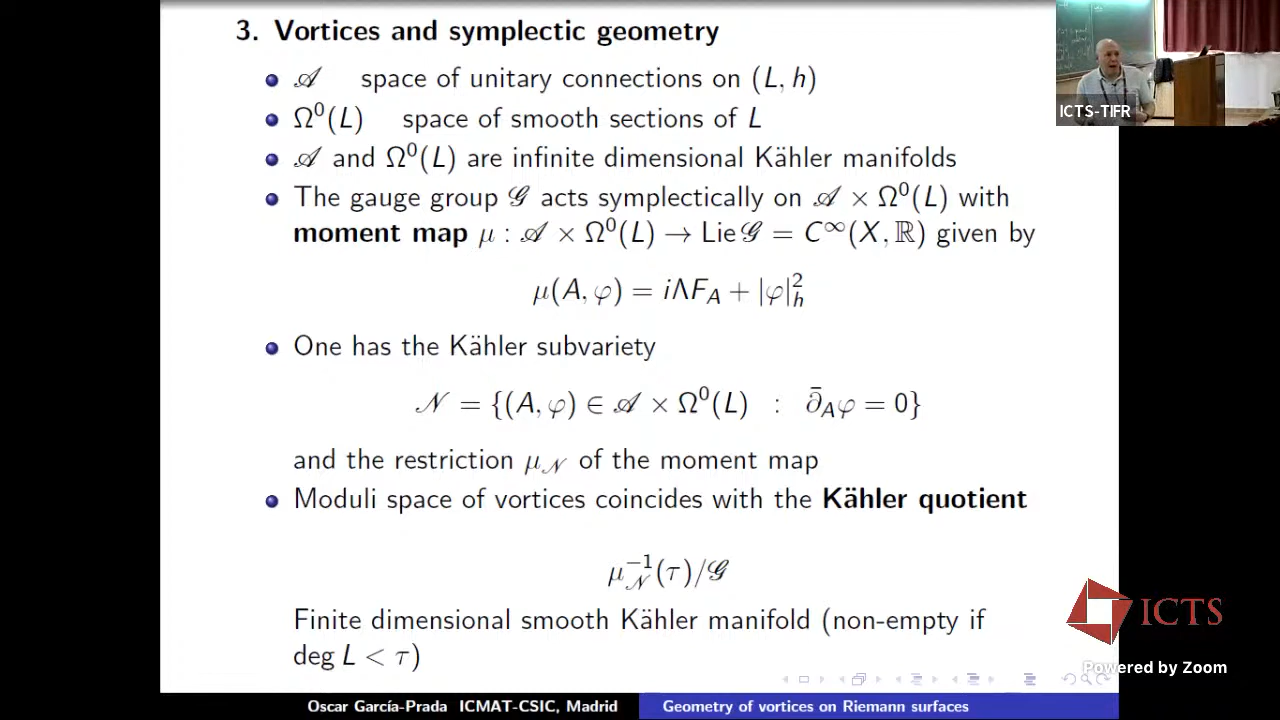 3. Vortices and symplectic geometry
𝒜 space of unitary connections on (L, h)
Ω⁰(L) space of smooth sections of L
𝒜 and Ω⁰(L) are infinite dimensional Kähler manifolds
The gauge group 𝒢 acts symplectically on 𝒜 × Ω⁰(L) with
moment map μ : 𝒜 × Ω⁰(L) → Lie 𝒢 = C^∞(X, ℝ) given by
μ(A, φ) = iΛF_A + |φ|²_h
One has the Kähler subvariety
𝒩 = {(A, φ) ∈ 𝒜 × Ω⁰(L) : ∂̄_Aφ = 0}
and the restriction μ_𝒩 of the moment map
Moduli space of vortices coincides with the Kähler quotient
μ_𝒩^{-1}(τ)/𝒢
Finite dimensional smooth Kähler manifold (non-empty if
deg L < τ)
Oscar García-Prada ICMAT-CSIC, Madrid
Geometry of vortices on Riemann surfaces
ICTS-TIFR
ICTS
Powered by Zoom